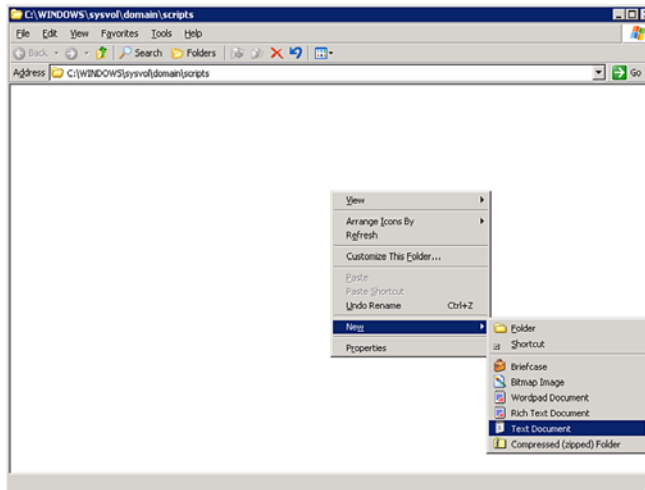 C:\WINDOWS\sysvol\domain\scripts
File Edit View Favorites Tools Help
Back Search Folders
Address C:\WINDOWS\sysvol\domain\scripts Go
View
Arrange Icons By
Refresh
Customize This Folder...
Paste
Paste Shortcut
Undo Rename Ctrl+Z
New
Properties
Folder
Shortcut
Briefcase
Bitmap Image
Wordpad Document
Rich Text Document
Text Document
Compressed (zipped) Folder